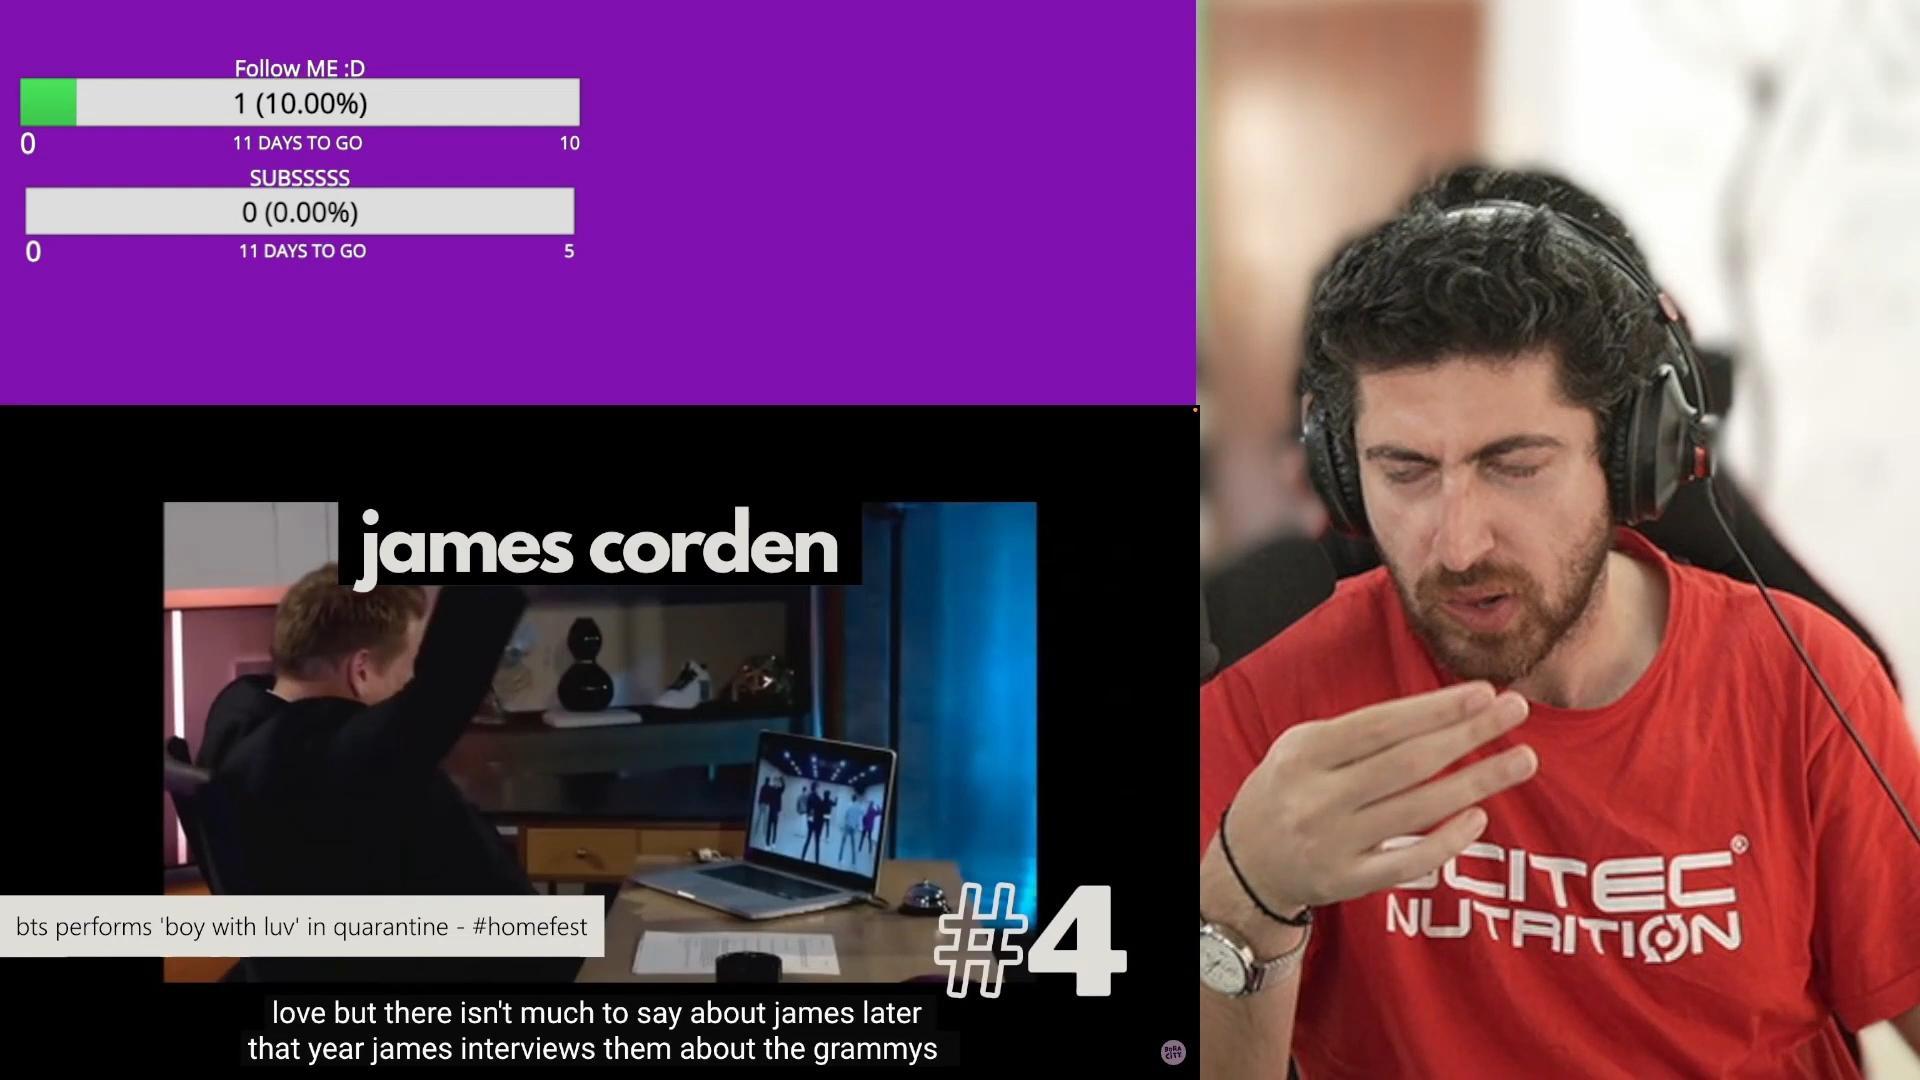 Follow ME :D
1 (10.00%)
0 11 DAYS TO GO 10
SUBSSSSS
0 (0.00%)
0 11 DAYS TO GO 5
james corden
bts performs 'boy with luv' in quarantine - #homefest
#4
love but there isn't much to say about james later
that year james interviews them about the grammys
BORA
CITY
SCITEC®
NUTRITION